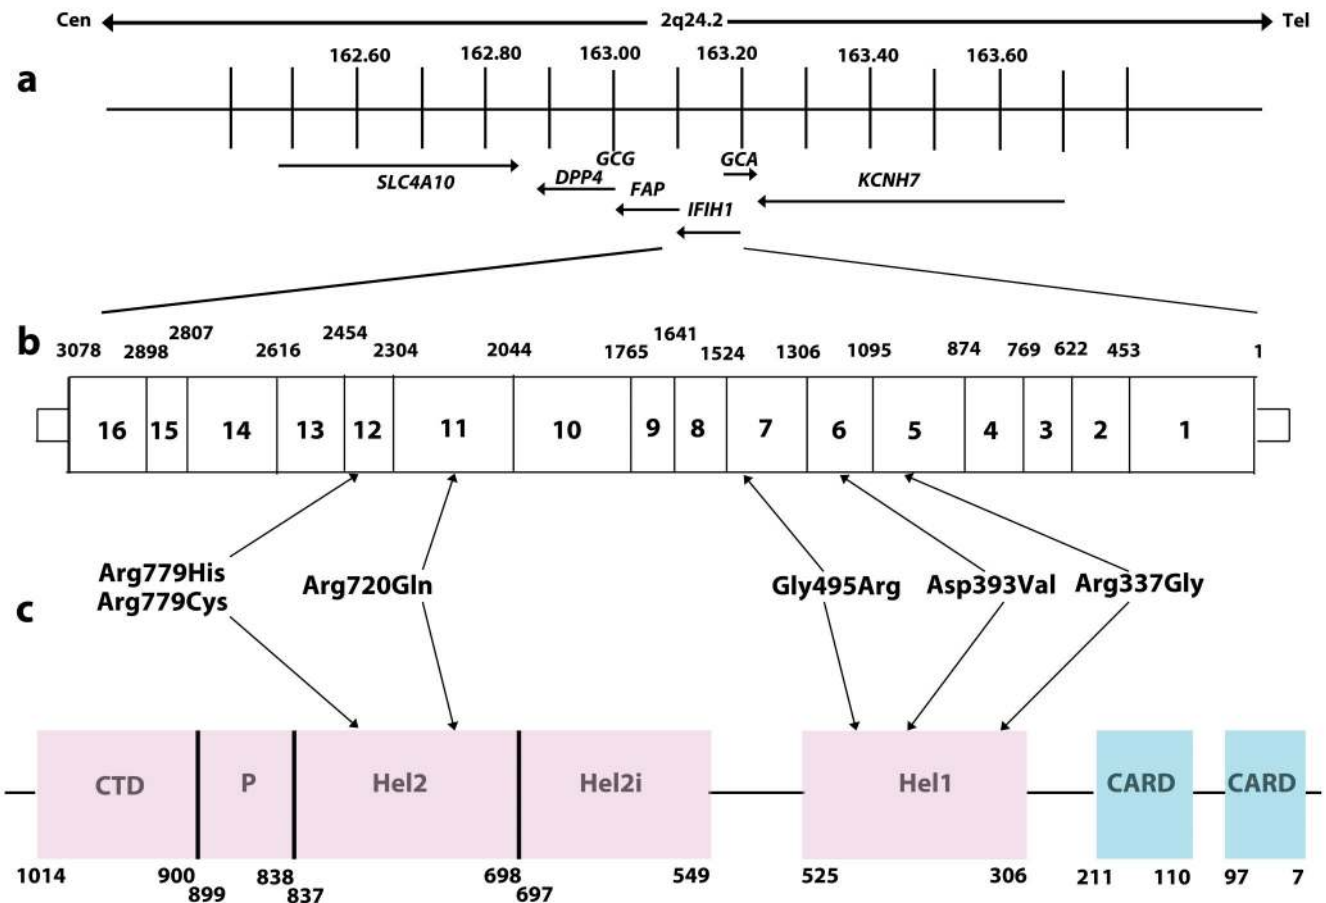 Cen 2q24.2 Tel
162.60 162.80 163.00 163.20 163.40 163.60
a
GCG GCA
SLC4A10 DPP4 FAP KCNH7
IFIH1
b
2807 2454 1641
3078 2898 2616 2304 2044 1765 1524 1306 1095 874 769 622 453 1
16 15 14 13 12 11 10 9 8 7 6 5 4 3 2 1
Arg779His Arg720Gln Gly495Arg Asp393Val Arg337Gly
Arg779Cys
c
CTD P Hel2 Hel2i Hel1 CARD CARD
1014 900 838 698 549 525 306 211 110 97 7
899 837 697